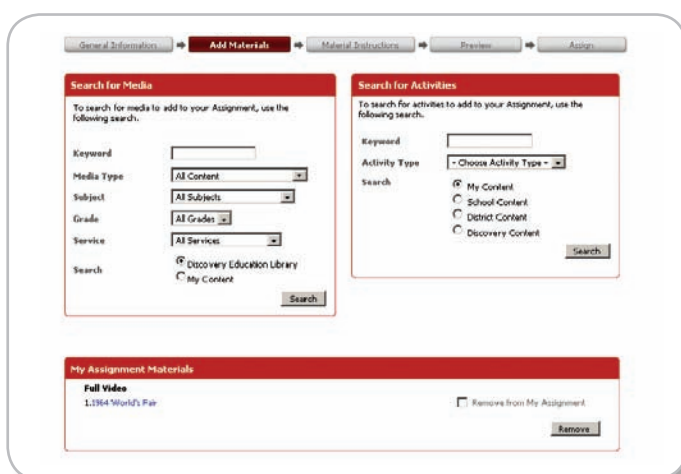 General Information
Add Materials
Material Instructions
Preview
Assign
Search for Media
To search for media to add to your Assignment, use the
following search.
Keyword
Media Type
All Content
Subject
All Subjects
Grade
All Grades
Service
All Services
Search
Discovery Education Library
My Content
Search
Search for Activities
To search for activities to add to your Assignment, use the
following search.
Keyword
Activity Type
- Choose Activity Type -
Search
My Content
School Content
District Content
Discovery Content
Search
My Assignment Materials
Full Video
1.1964 World's Fair
Remove from My Assignment
Remove